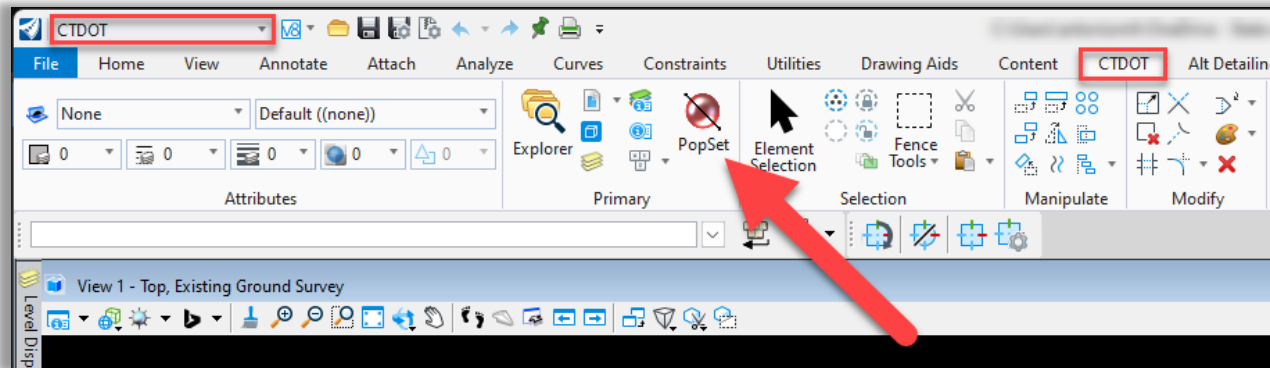 CTDOT V8
File Home View Annotate Attach Analyze Curves Constraints Utilities Drawing Aids Content CTDOT Alt Detailin
None Default ((none))
0 0 0 0 0
Explorer PopSet Element Selection Fence Tools
Attributes Primary Selection Manipulate Modify
View 1 - Top, Existing Ground Survey
Level Disp